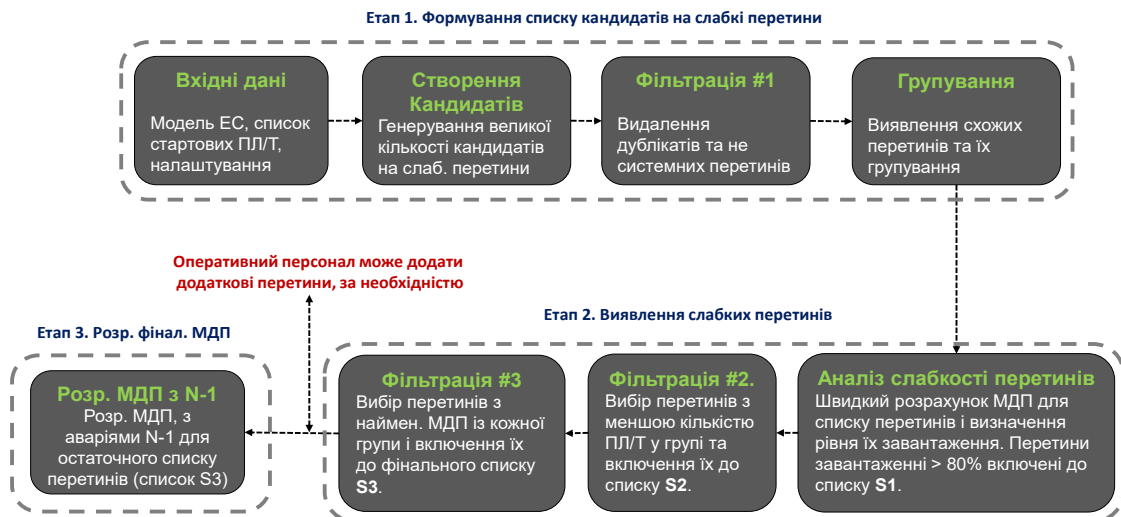 Етап 1. Формування списку кандидатів на слабкі перетини
Вхідні дані
Модель ЕС, список
стартових ПЛ/Т,
налаштування
Створення
Кандидатів
Генерування великої
кількості кандидатів
на слаб. перетини
Фільтрація #1
Видалення
дублікатів та не
системних перетинів
Групування
Виявлення схожих
перетинів та їх
групування
Оперативний персонал може додати
додаткові перетини, за необхідністю
Етап 3. Розр. фінал. МДП
Етап 2. Виявлення слабких перетинів
Розр. МДП з N-1
Розр. МДП, з
аваріями N-1 для
остаточного списку
перетинів (список S3)
Фільтрація #3
Вибір перетинів з
наймен. МДП із кожної
групи і включення їх
до фінального списку
S3.
Фільтрація #2.
Вибір перетинів з
меншою кількістю
ПЛ/Т у групі та
включення їх до
списку S2.
Аналіз слабкості перетинів
Швидкий розрахунок МДП для
списку перетинів і визначення
рівня їх завантаження. Перетини
завантаженні > 80% включені до
списку S1.